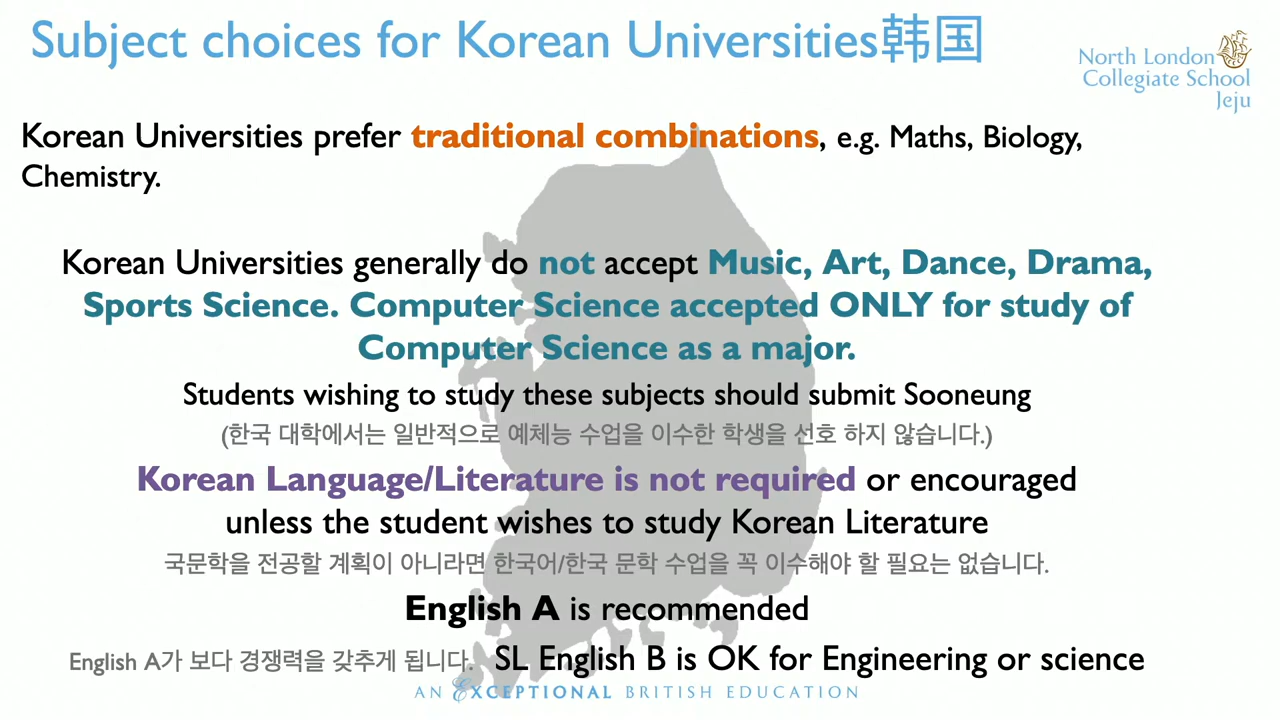 Subject choices for Korean Universities韩国
North London
Collegiate School
Jeju
Korean Universities prefer traditional combinations, e.g. Maths, Biology,
Chemistry.
Korean Universities generally do not accept Music, Art, Dance, Drama,
Sports Science. Computer Science accepted ONLY for study of
Computer Science as a major.
Students wishing to study these subjects should submit Sooneung
(한국 대학에서는 일반적으로 예체능 수업을 이수한 학생을 선호 하지 않습니다.)
Korean Language/Literature is not required or encouraged
unless the student wishes to study Korean Literature
국문학을 전공할 계획이 아니라면 한국어/한국 문학 수업을 꼭 이수해야 할 필요는 없습니다.
English A is recommended
English A가 보다 경쟁력을 갖추게 됩니다. SL English B is OK for Engineering or science
AN EXCEPTIONAL BRITISH EDUCATION